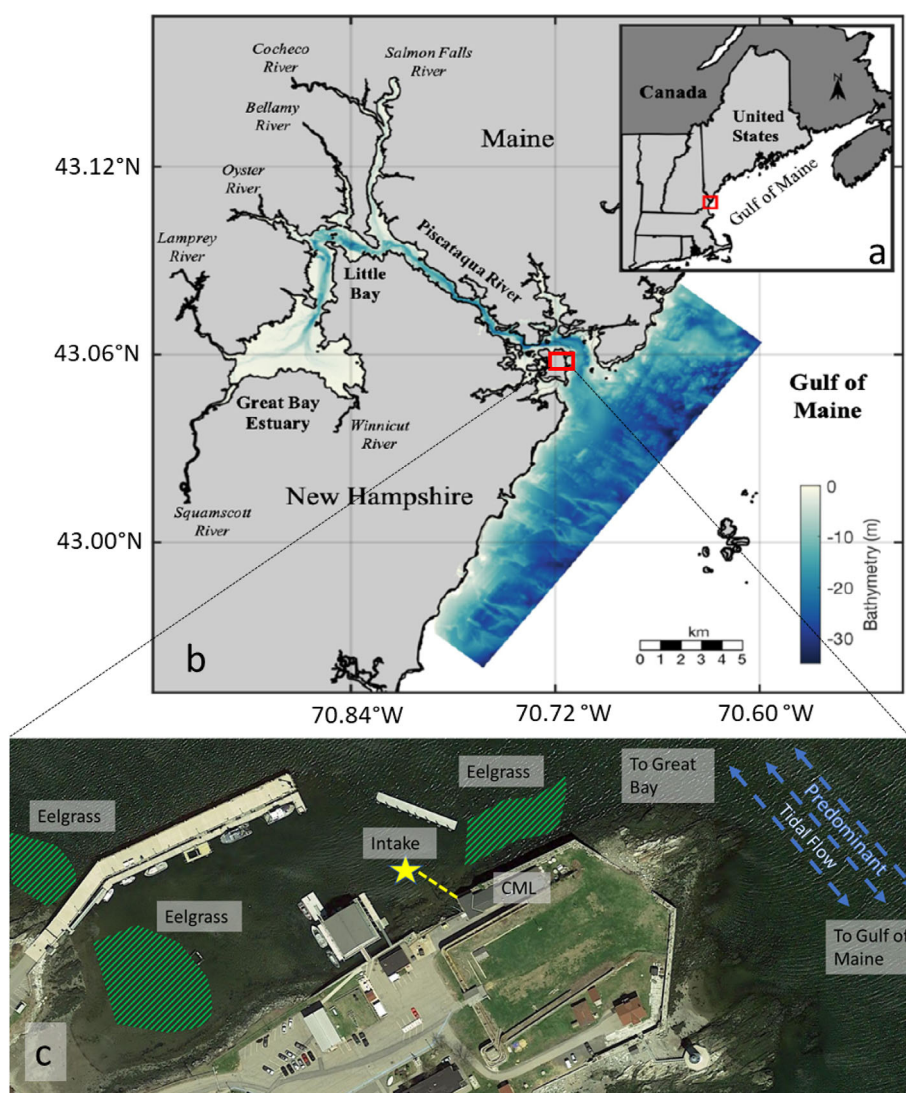 Cocheco
River
Salmon Falls
River
Bellamy
River
Oyster
River
Lamprey
River
Maine
Piscataqua River
Little
Bay
Great Bay
Estuary
Winnicut
River
Squamscott
River
New Hampshire
Gulf of
Maine
43.12°N
43.06°N
43.00°N
70.84°W
70.72°W
70.60°W
0
-10
-20
-30
Bathymetry (m)
km
0 1 2 3 4 5
b
Canada
N
United
States
Gulf of Maine
a
Eelgrass
Eelgrass
Eelgrass
To Great
Bay
Predominant
Tidal Flow
Intake
CML
To Gulf of
Maine
c